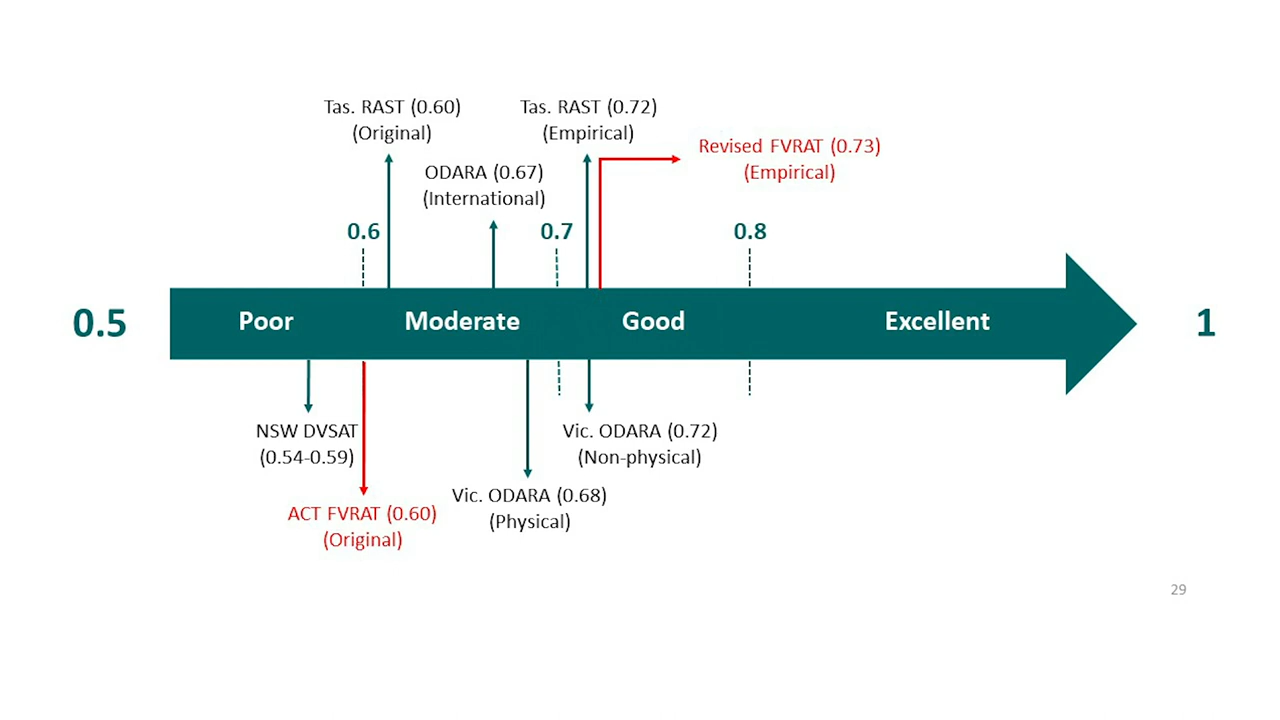 Tas. RAST (0.60)
(Original)
Tas. RAST (0.72)
(Empirical)
Revised FVRAT (0.73)
(Empirical)
ODARA (0.67)
(International)
0.6
0.7
0.8
0.5
Poor
Moderate
Good
Excellent
1
NSW DVSAT
(0.54-0.59)
Vic. ODARA (0.72)
(Non-physical)
Vic. ODARA (0.68)
(Physical)
ACT FVRAT (0.60)
(Original)
29